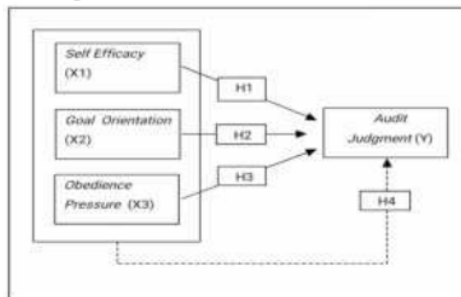 Self Efficacy
(X1)
H1
Goal Orientation
(X2)
H2
Audit
Judgment (Y)
Obedience
Pressure (X3)
H3
H4